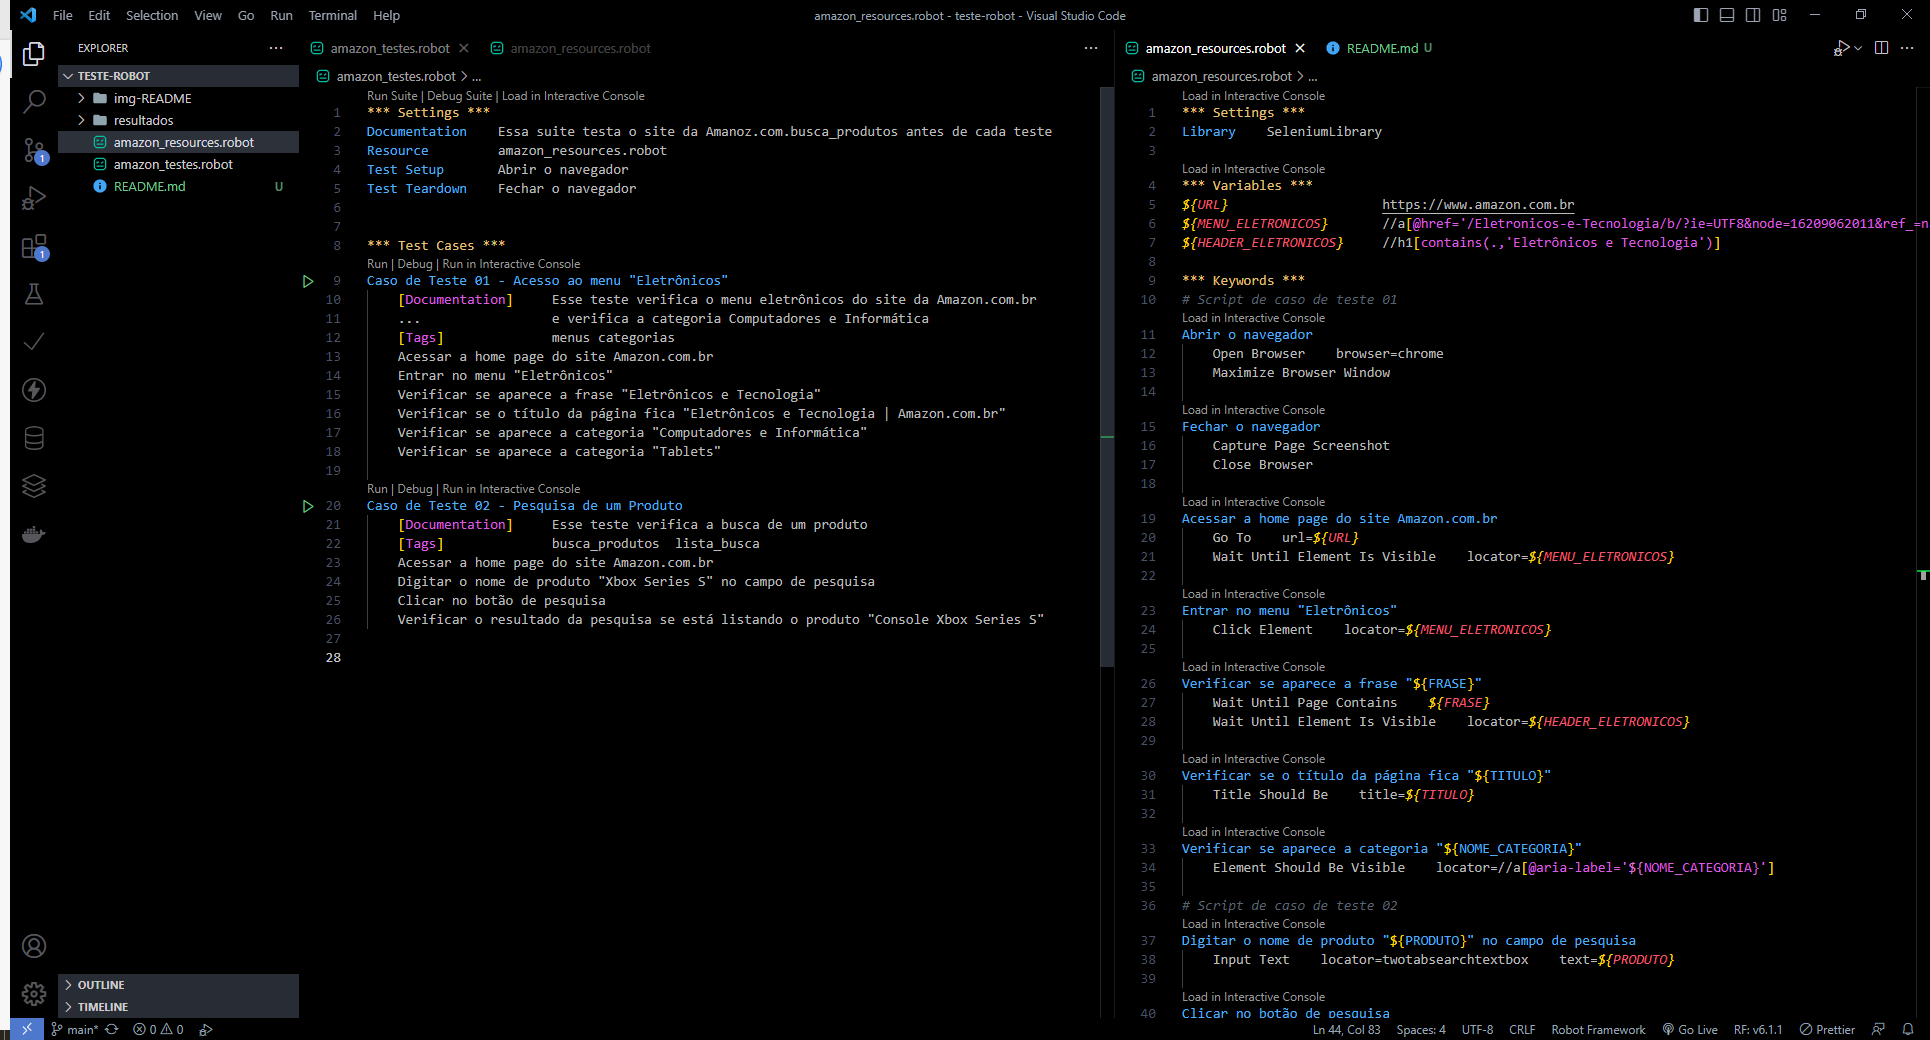 File Edit Selection View Go Run Terminal Help
amazon_resources.robot - teste-robot - Visual Studio Code
EXPLORER
TESTE-ROBOT
img-README
resultados
amazon_resources.robot
amazon_testes.robot
README.md U
OUTLINE
TIMELINE
amazon_testes.robot amazon_resources.robot
amazon_testes.robot > ...
Run Suite | Debug Suite | Load in Interactive Console
1 *** Settings ***
2 Documentation Essa suite testa o site da Amanoz.com.busca_produtos antes de cada teste
3 Resource amazon_resources.robot
4 Test Setup Abrir o navegador
5 Test Teardown Fechar o navegador
6
7
8 *** Test Cases ***
Run | Debug | Run in Interactive Console
9 Caso de Teste 01 - Acesso ao menu "Eletrônicos"
10 [Documentation] Esse teste verifica o menu eletrônicos do site da Amazon.com.br
11 ... e verifica a categoria Computadores e Informática
12 [Tags] menus categorias
13 Acessar a home page do site Amazon.com.br
14 Entrar no menu "Eletrônicos"
15 Verificar se aparece a frase "Eletrônicos e Tecnologia"
16 Verificar se o título da página fica "Eletrônicos e Tecnologia | Amazon.com.br"
17 Verificar se aparece a categoria "Computadores e Informática"
18 Verificar se aparece a categoria "Tablets"
19
Run | Debug | Run in Interactive Console
20 Caso de Teste 02 - Pesquisa de um Produto
21 [Documentation] Esse teste verifica a busca de um produto
22 [Tags] busca_produtos lista_busca
23 Acessar a home page do site Amazon.com.br
24 Digitar o nome de produto "Xbox Series S" no campo de pesquisa
25 Clicar no botão de pesquisa
26 Verificar o resultado da pesquisa se está listando o produto "Console Xbox Series S"
27
28
amazon_resources.robot README.md U
amazon_resources.robot > ...
Load in Interactive Console
1 *** Settings ***
2 Library SeleniumLibrary
3
Load in Interactive Console
4 *** Variables ***
5 ${URL} https://www.amazon.com.br
6 ${MENU_ELETRONICOS} //a[@href='/Eletronicos-e-Tecnologia/b/?ie=UTF8&node=16209062011&ref_=n
7 ${HEADER_ELETRONICOS} //h1[contains(.,'Eletrônicos e Tecnologia')]
8
9 *** Keywords ***
10 # Script de caso de teste 01
Load in Interactive Console
11 Abrir o navegador
12 Open Browser browser=chrome
13 Maximize Browser Window
14
Load in Interactive Console
15 Fechar o navegador
16 Capture Page Screenshot
17 Close Browser
18
Load in Interactive Console
19 Acessar a home page do site Amazon.com.br
20 Go To url=${URL}
21 Wait Until Element Is Visible locator=${MENU_ELETRONICOS}
22
Load in Interactive Console
23 Entrar no menu "Eletrônicos"
24 Click Element locator=${MENU_ELETRONICOS}
25
Load in Interactive Console
26 Verificar se aparece a frase "${FRASE}"
27 Wait Until Page Contains ${FRASE}
28 Wait Until Element Is Visible locator=${HEADER_ELETRONICOS}
29
Load in Interactive Console
30 Verificar se o título da página fica "${TITULO}"
31 Title Should Be title=${TITULO}
32
Load in Interactive Console
33 Verificar se aparece a categoria "${NOME_CATEGORIA}"
34 Element Should Be Visible locator=//a[@aria-label='${NOME_CATEGORIA}']
35
36 # Script de caso de teste 02
Load in Interactive Console
37 Digitar o nome de produto "${PRODUTO}" no campo de pesquisa
38 Input Text locator=twotabsearchtextbox text=${PRODUTO}
39
Load in Interactive Console
40 Clicar no botão de pesquisa
main* 0 0 Ln 44, Col 83 Spaces: 4 UTF-8 CRLF Robot Framework Go Live RF: v6.1.1 Prettier